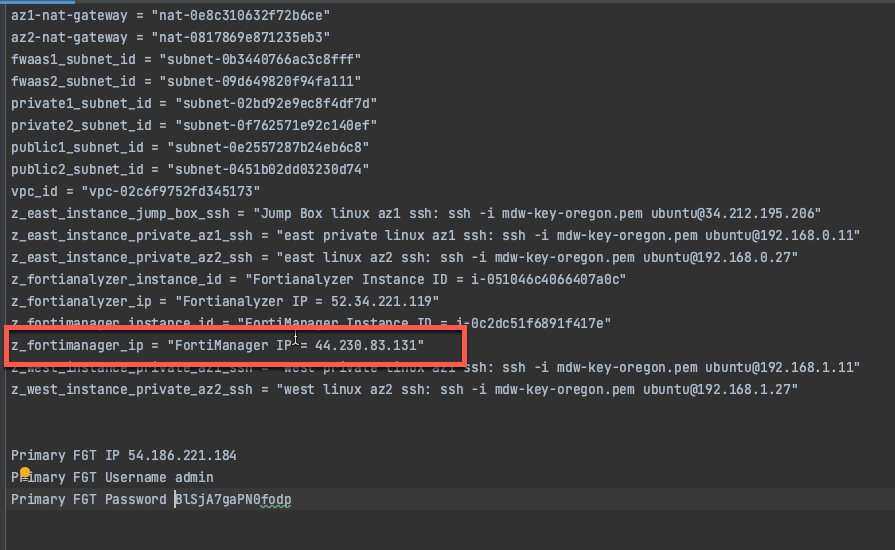 az1-nat-gateway = "nat-0e8c310632f72b6ce"
az2-nat-gateway = "nat-0817869e871235eb3"
fwaas1_subnet_id = "subnet-0b3440766ac3c8fff"
fwaas2_subnet_id = "subnet-09d649820f94fa111"
private1_subnet_id = "subnet-02bd92e9ec8f4df7d"
private2_subnet_id = "subnet-0f762571e92c140ef"
public1_subnet_id = "subnet-0e2557287b24eb6c8"
public2_subnet_id = "subnet-0451b02dd03230d74"
vpc_id = "vpc-02c6f9752fd345173"
z_east_instance_jump_box_ssh = "Jump Box linux az1 ssh: ssh -i mdw-key-oregon.pem ubuntu@34.212.195.206"
z_east_instance_private_az1_ssh = "east private linux az1 ssh: ssh -i mdw-key-oregon.pem ubuntu@192.168.0.11"
z_east_instance_private_az2_ssh = "east linux az2 ssh: ssh -i mdw-key-oregon.pem ubuntu@192.168.0.27"
z_fortianalyzer_instance_id = "Fortianalyzer Instance ID = i-051046c4066407a0c"
z_fortianalyzer_ip = "Fortianalyzer IP = 52.34.221.119"
z_fortimanager_instance_id = "FortiManager Instance ID = i-0c2dc51f6891f417e"
z_fortimanager_ip = "FortiManager IP = 44.230.83.131"
z_west_instance_private_az1_ssh = "west private linux az1 ssh: ssh -i mdw-key-oregon.pem ubuntu@192.168.1.11"
z_west_instance_private_az2_ssh = "west linux az2 ssh: ssh -i mdw-key-oregon.pem ubuntu@192.168.1.27"
Primary FGT IP 54.186.221.184
Primary FGT Username admin
Primary FGT Password BlSjA7gaPN0fodp